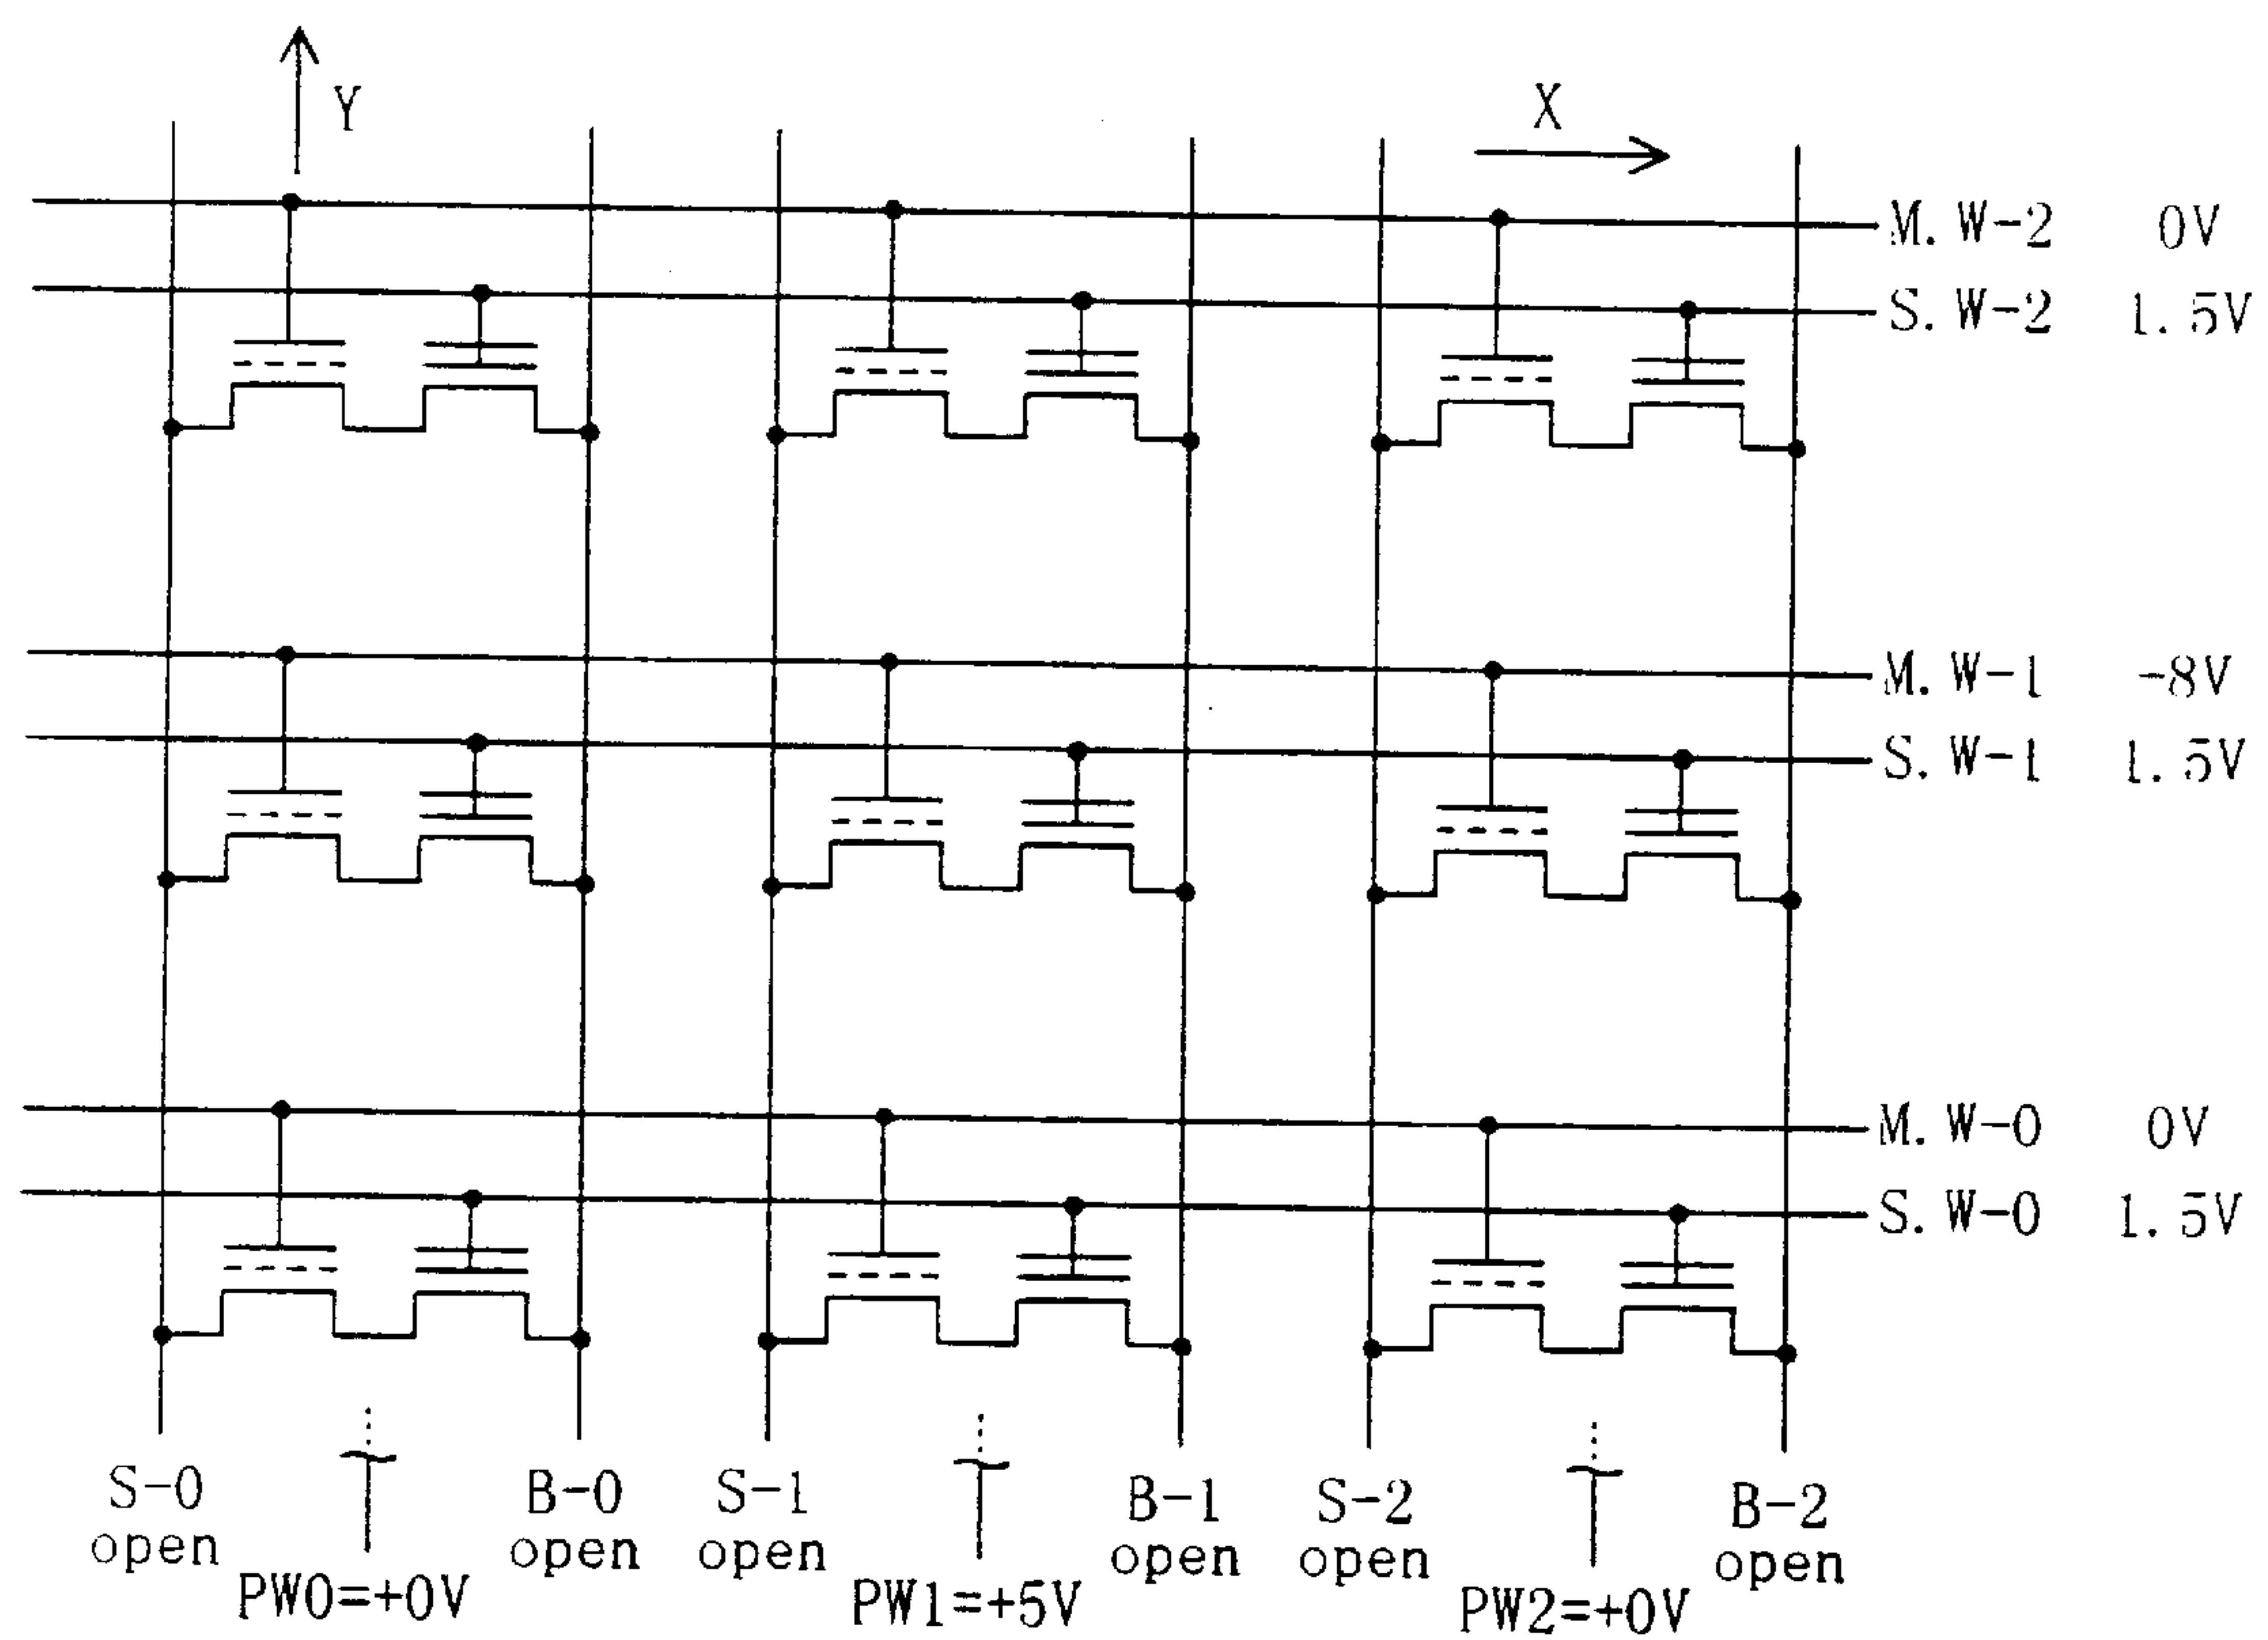 Y
X
M. W-2 0V
S. W-2 1. 5V
M. W-1 -8V
S. W-1 1. 5V
M. W-0 0V
S. W-0 1. 5V
S-0 open
B-0 open
S-1 open
B-1 open
S-2 open
B-2 open
PW0=+0V
PW1=+5V
PW2=+0V